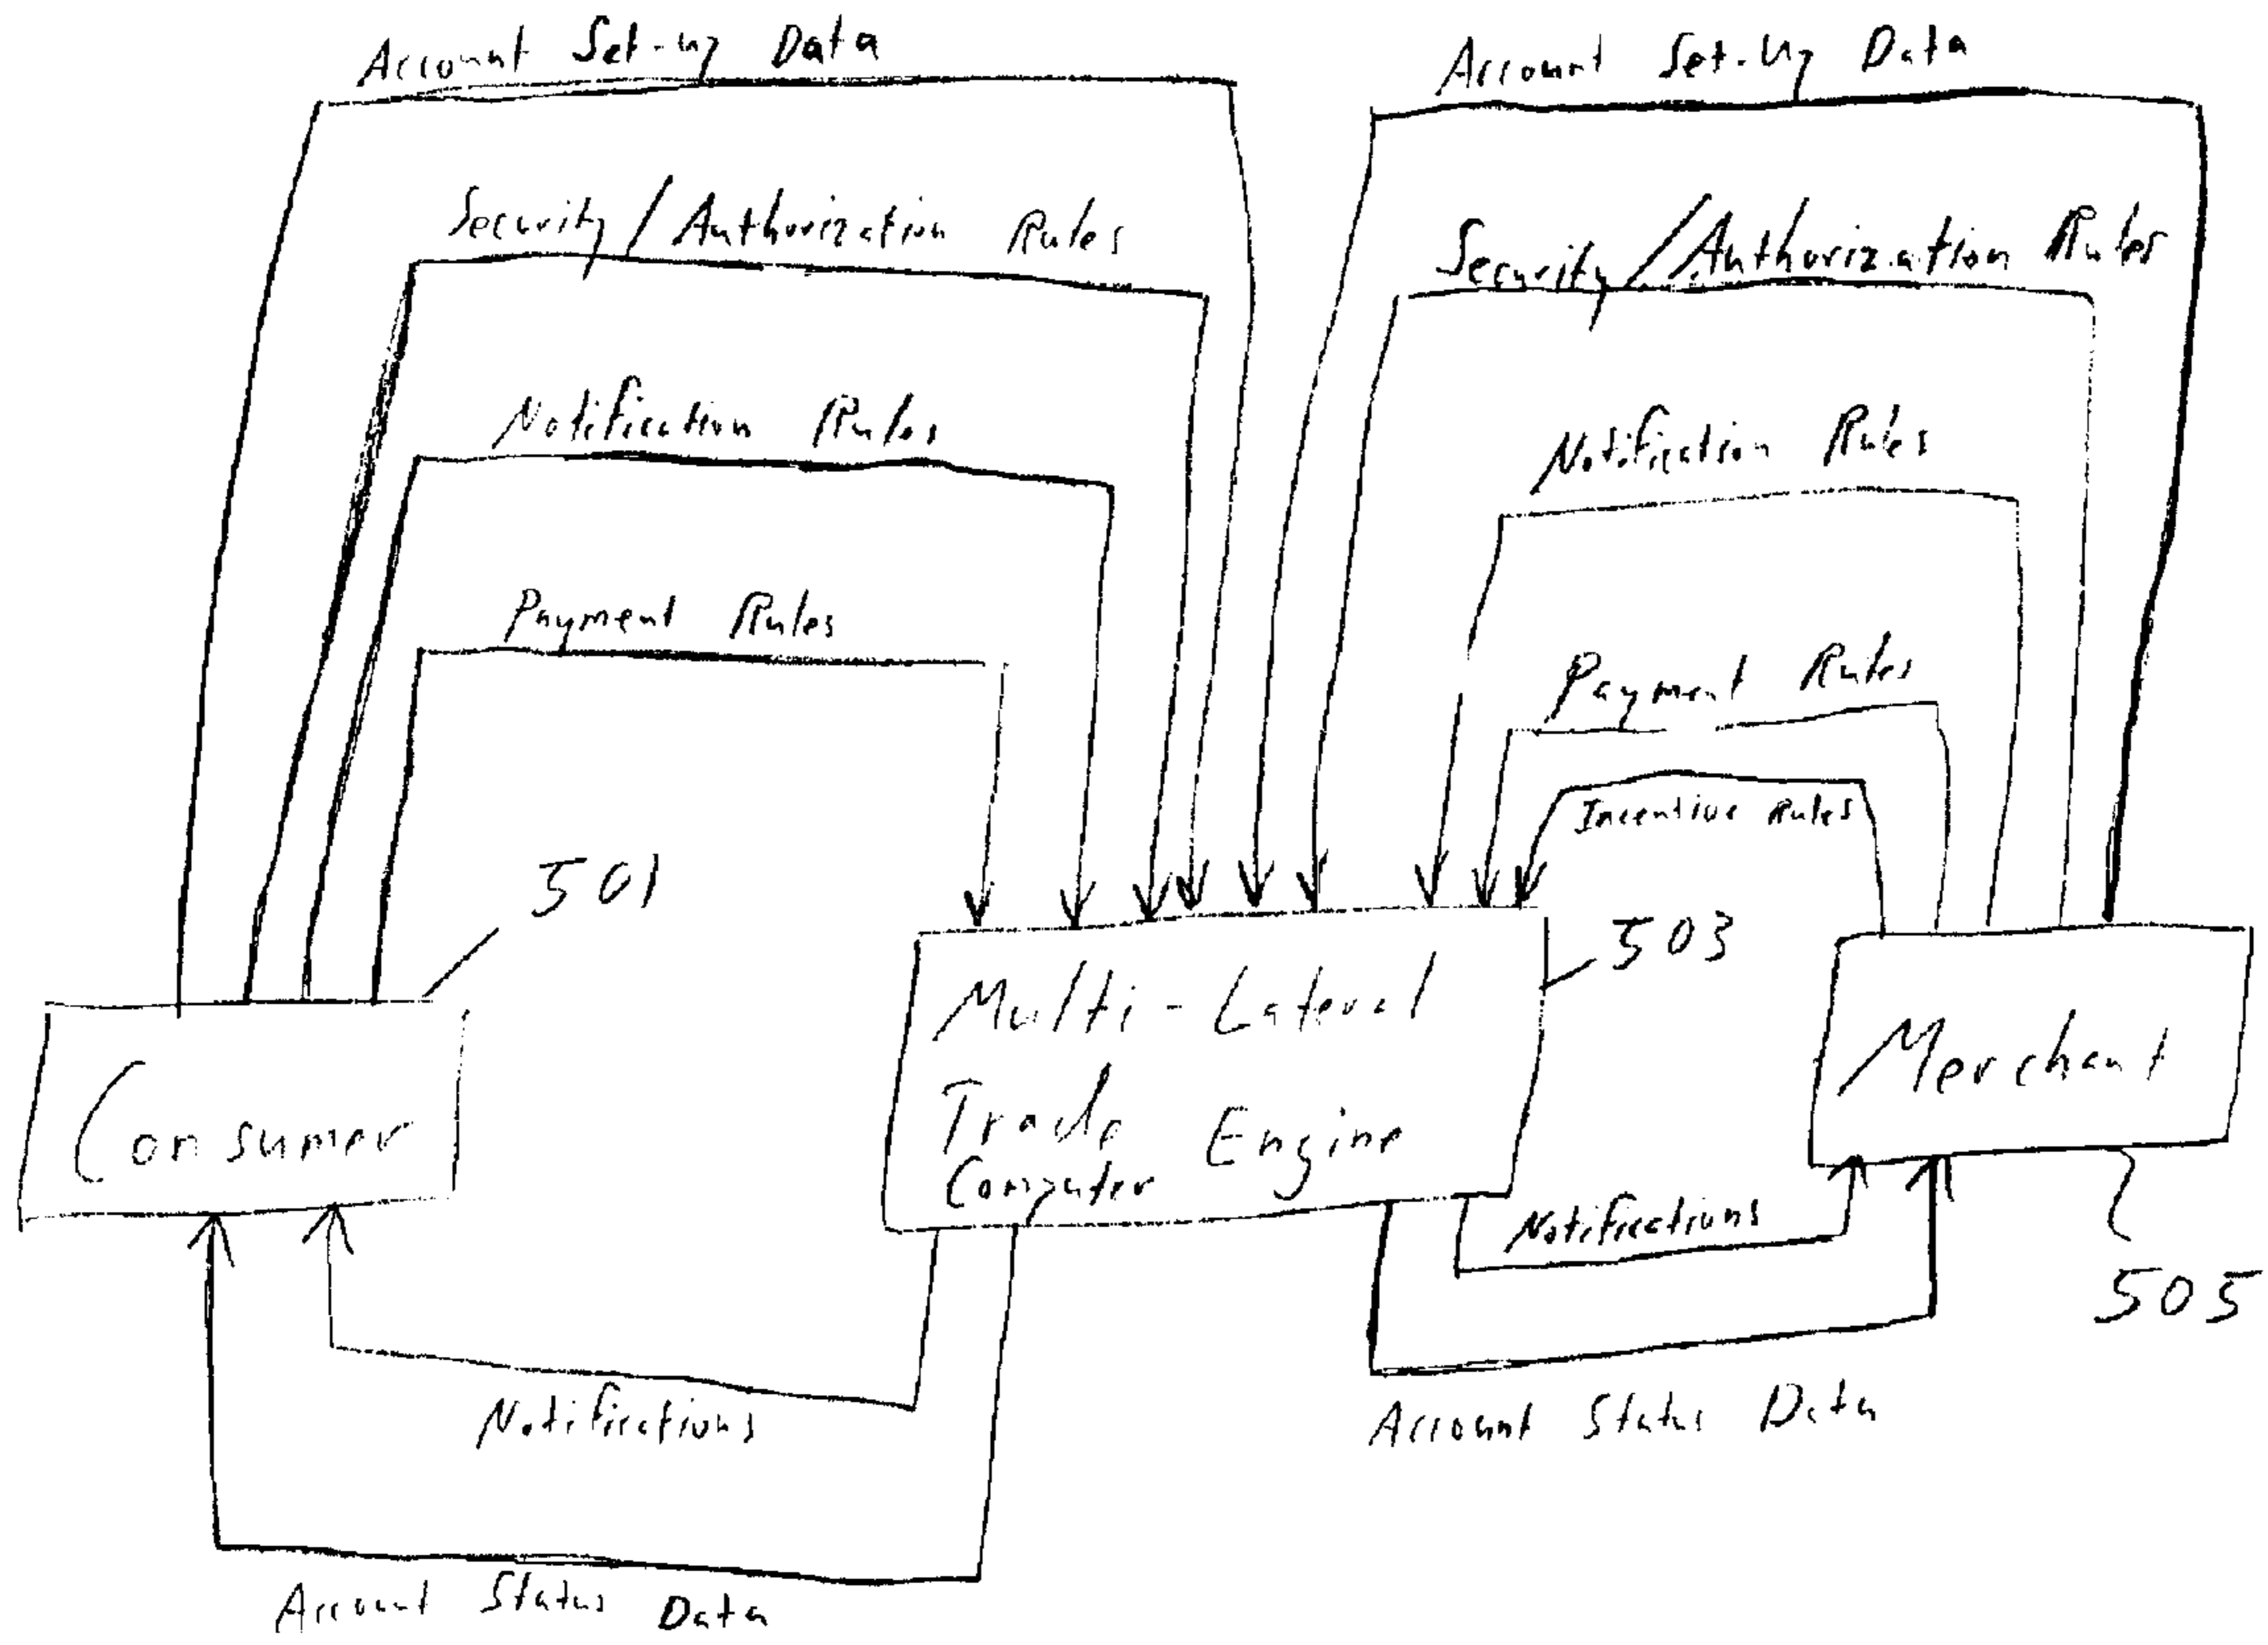 Account Set-up Data
Account Set-Up Data
Security/Authorization Rules
Security/Authorization Rules
Notification Rules
Notification Rules
Payment Rules
Payment Rules
Incentive Rules
501
503
Multi-Lateral
Trade Engine
Computer
Consumer
Merchant
Notifications
505
Notifications
Account Status Data
Account Status Data